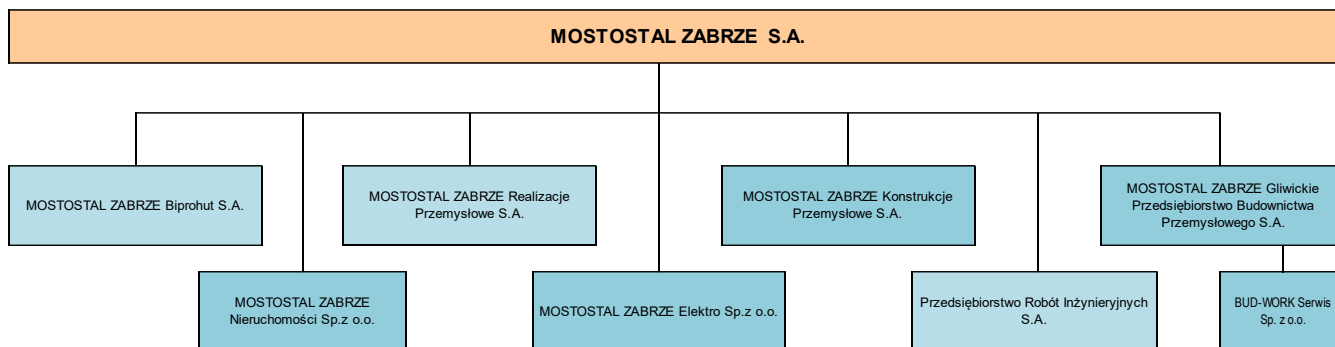 MOSTOSTAL ZABRZE S.A.
MOSTOSTAL ZABRZE Biprohut S.A.
MOSTOSTAL ZABRZE Realizacje
Przemysłowe S.A.
MOSTOSTAL ZABRZE Konstrukcje
Przemysłowe S.A.
MOSTOSTAL ZABRZE Gliwickie
Przedsiębiorstwo Budownictwa
Przemysłowego S.A.
MOSTOSTAL ZABRZE
Nieruchomości Sp.z o.o.
MOSTOSTAL ZABRZE Elektro Sp.z o.o.
Przedsiębiorstwo Robót Inżynieryjnych
S.A.
BUD-WORK Serwis
Sp. z o.o.